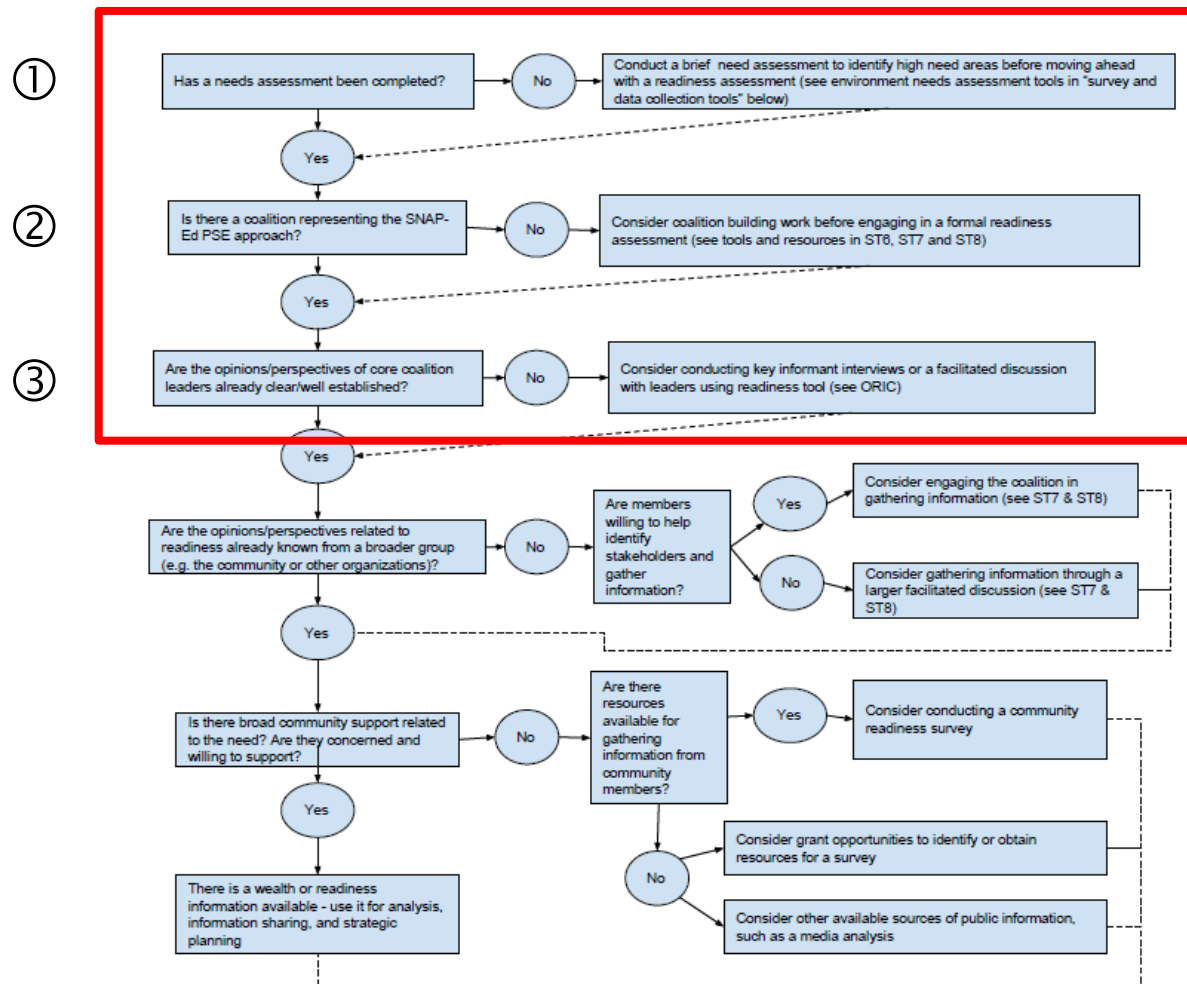 ①
Has a needs assessment been completed?
No
Conduct a brief need assessment to identify high need areas before moving ahead
with a readiness assessment (see environment needs assessment tools in "survey and
data collection tools" below)
Yes
②
Is there a coalition representing the SNAP-
Ed PSE approach?
No
Consider coalition building work before engaging in a formal readiness
assessment (see tools and resources in ST6, ST7 and ST8)
Yes
③
Are the opinions/perspectives of core coalition
leaders already clear/well established?
No
Consider conducting key informant interviews or a facilitated discussion
with leaders using readiness tool (see ORIC)
Yes
Are the opinions/perspectives related to
readiness already known from a broader group
(e.g. the community or other organizations)?
No
Are members
willing to help
identify
stakeholders and
gather
information?
Yes
Consider engaging the coalition in
gathering information (see ST7 & ST8)
No
Consider gathering information through a
larger facilitated discussion (see ST7 &
ST8)
Yes
Is there broad community support related
to the need? Are they concerned and
willing to support?
No
Are there
resources
available for
gathering
information from
community
members?
Yes
Consider conducting a community
readiness survey
Yes
No
Consider grant opportunities to identify or obtain
resources for a survey
Consider other available sources of public information,
such as a media analysis
There is a wealth or readiness
information available - use it for analysis,
information sharing, and strategic
planning